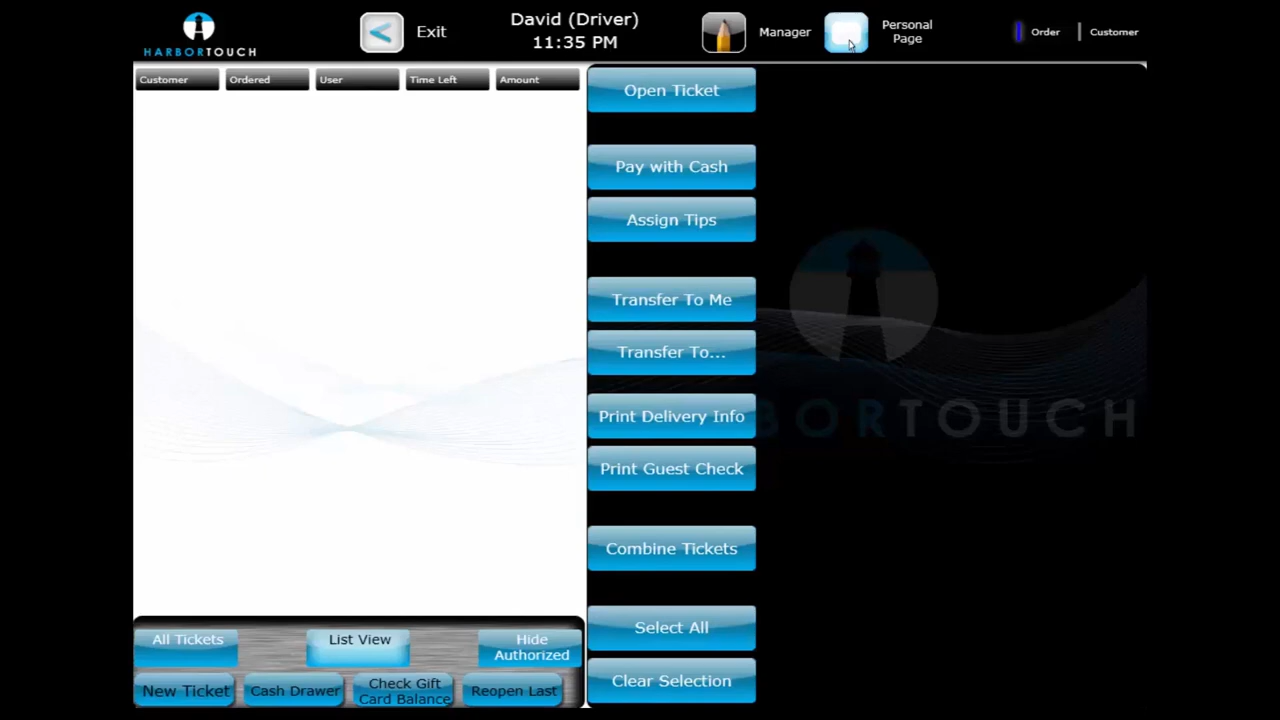 HARBORTOUCH
Exit
David (Driver)
11:35 PM
Manager
Personal
Page
Order
Customer
Customer
Ordered
User
Time Left
Amount
Open Ticket
Pay with Cash
Assign Tips
Transfer To Me
Transfer To...
Print Delivery Info
Print Guest Check
Combine Tickets
Select All
Clear Selection
BORTOUCH
All Tickets
List View
Hide
Authorized
New Ticket
Cash Drawer
Check Gift
Card Balance
Reopen Last